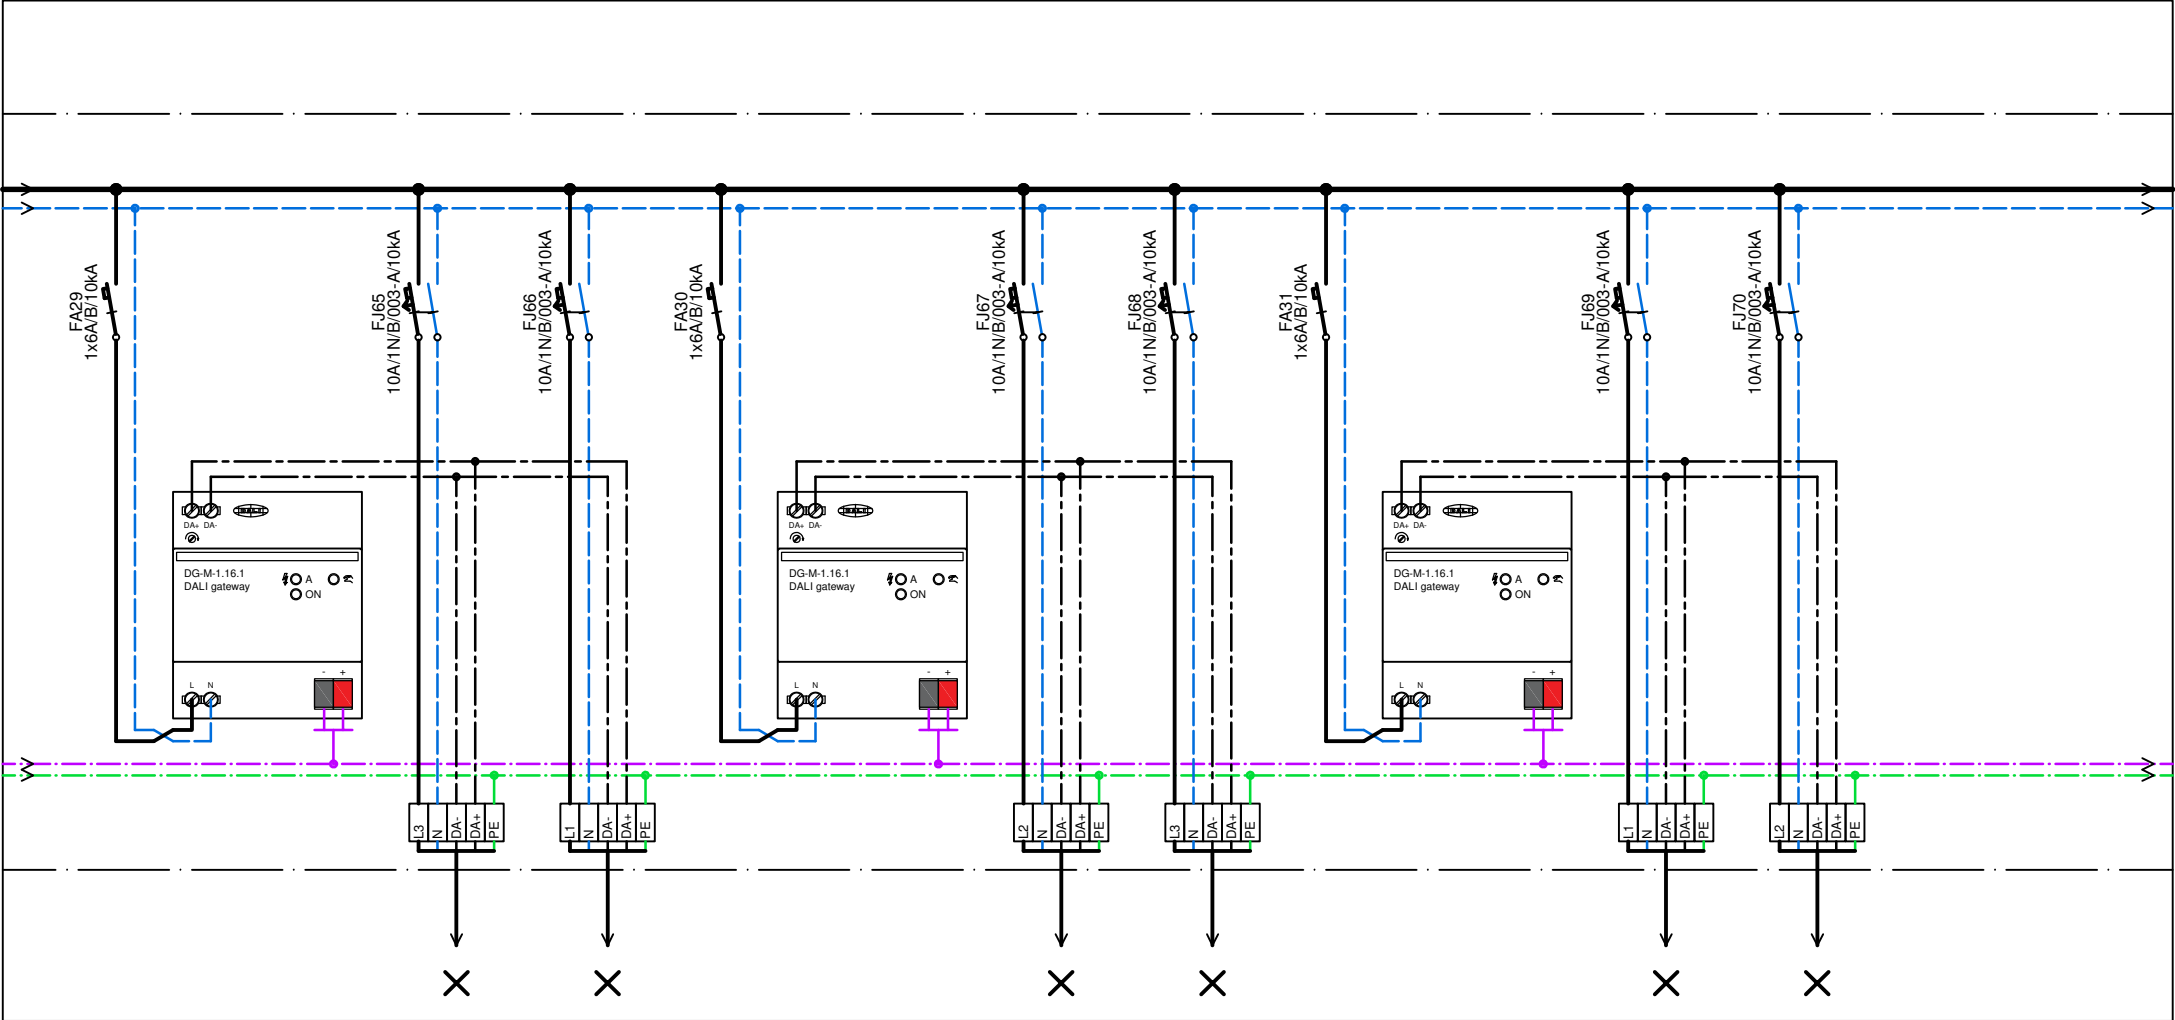 FA29
1x6A/B/10kA
FJ65
10A/1N/B/003-A/10kA
FJ66
10A/1N/B/003-A/10kA
FA30
1x6A/B/10kA
FJ67
10A/1N/B/003-A/10kA
FJ68
10A/1N/B/003-A/10kA
FA31
1x6A/B/10kA
FJ69
10A/1N/B/003-A/10kA
FJ70
10A/1N/B/003-A/10kA
DA+ DA-
DALI
DG-M-1.16.1
DALI gateway
A
ON
L N
- +
DA+ DA-
DALI
DG-M-1.16.1
DALI gateway
A
ON
L N
- +
DA+ DA-
DALI
DG-M-1.16.1
DALI gateway
A
ON
L N
- +
L3 N DA- DA+ PE
L1 N DA- DA+ PE
L2 N DA- DA+ PE
L3 N DA- DA+ PE
L1 N DA- DA+ PE
L2 N DA- DA+ PE